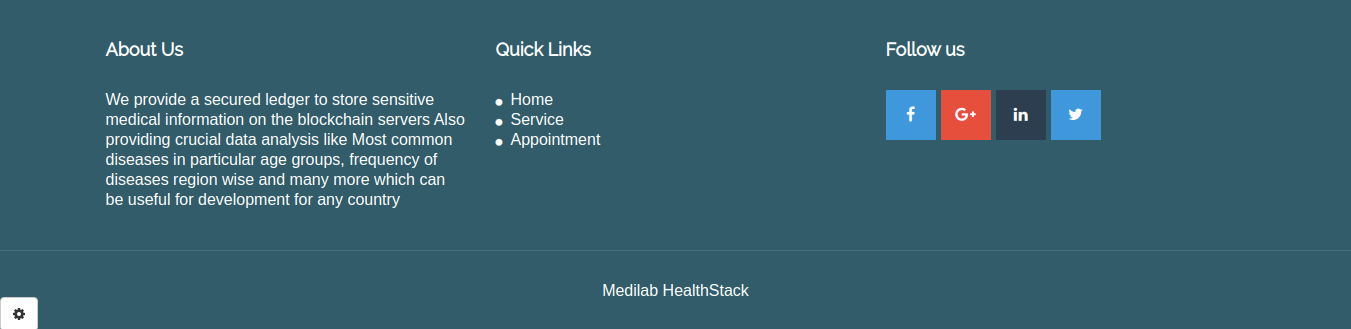 About Us
We provide a secured ledger to store sensitive
medical information on the blockchain servers Also
providing crucial data analysis like Most common
diseases in particular age groups, frequency of
diseases region wise and many more which can
be useful for development for any country
Quick Links
Home
Service
Appointment
Follow us
Medilab HealthStack